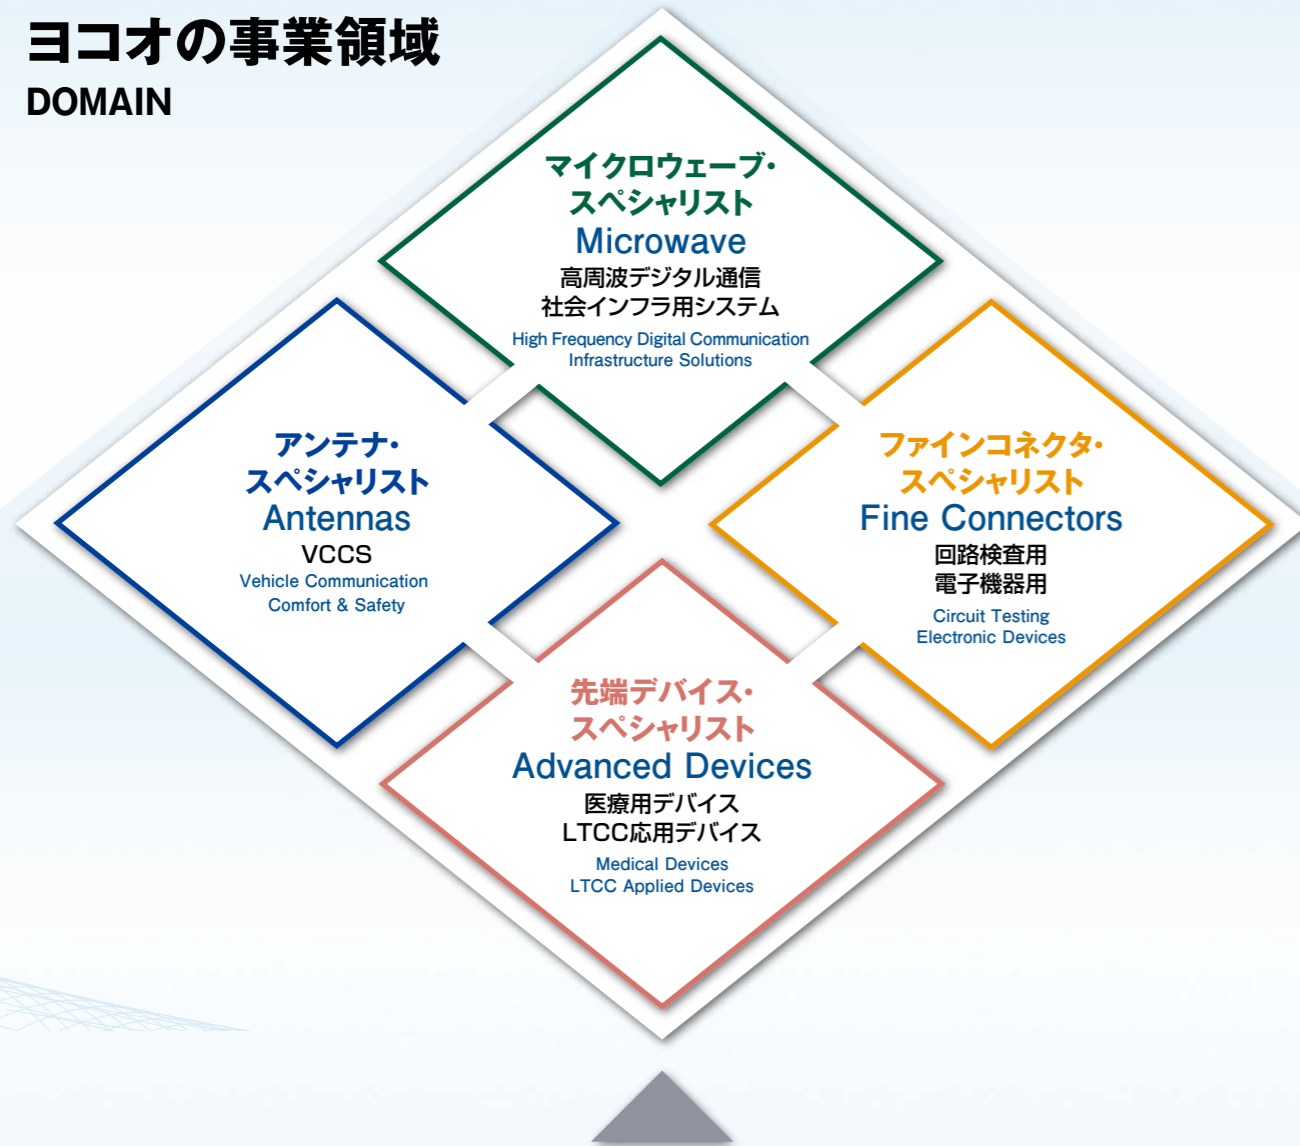 ヨコオの事業領域
DOMAIN
マイクロウェーブ・
スペシャリスト
Microwave
高周波デジタル通信
社会インフラ用システム
High Frequency Digital Communication
Infrastructure Solutions
アンテナ・
スペシャリスト
Antennas
VCCS
Vehicle Communication
Comfort & Safety
ファインコネクタ・
スペシャリスト
Fine Connectors
回路検査用
電子機器用
Circuit Testing
Electronic Devices
先端デバイス・
スペシャリスト
Advanced Devices
医療用デバイス
LTCC応用デバイス
Medical Devices
LTCC Applied Devices